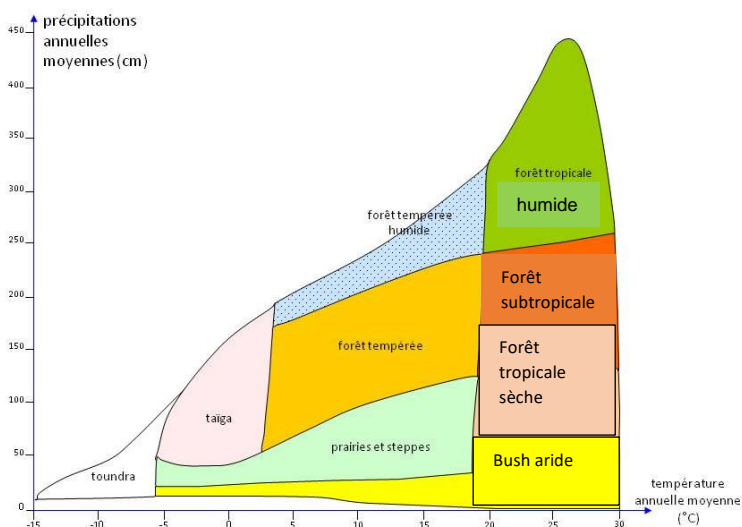 précipitations
annuelles
moyennes (cm)
450
400
350
300
250
200
150
100
50
0
forêt tropicale
humide
forêt tempérée
humide
Forêt
subtropicale
forêt tempérée
Forêt
tropicale
sèche
taïga
prairies et steppes
toundra
Bush aride
-15
-10
-5
0
5
10
15
20
25
30
température
annuelle moyenne
(°C)